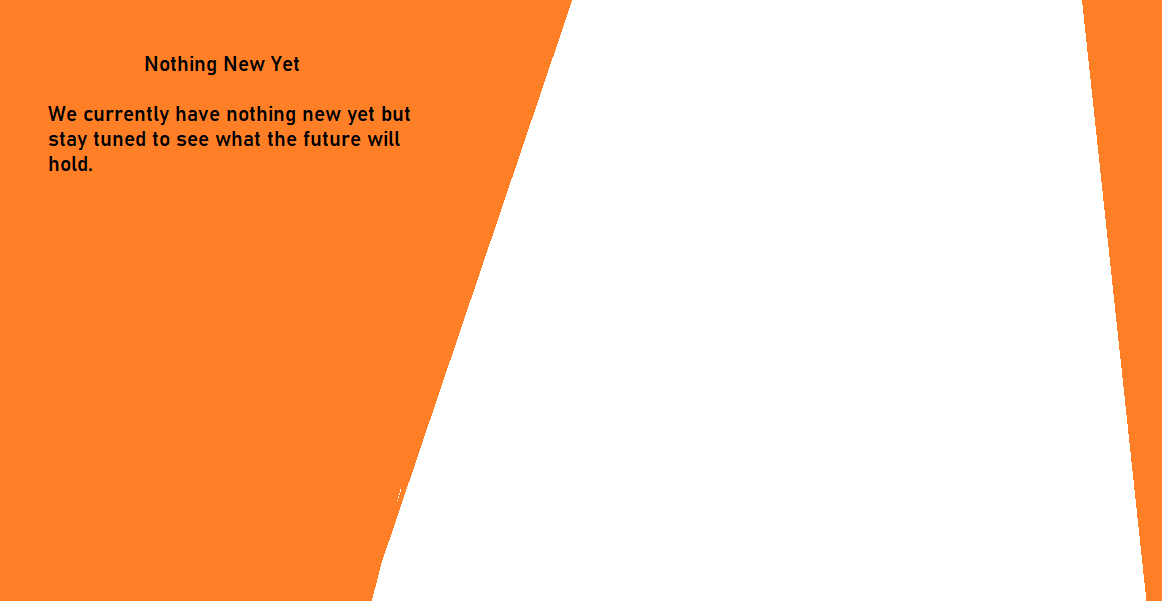 Nothing New Yet
We currently have nothing new yet but
stay tuned to see what the future will
hold.